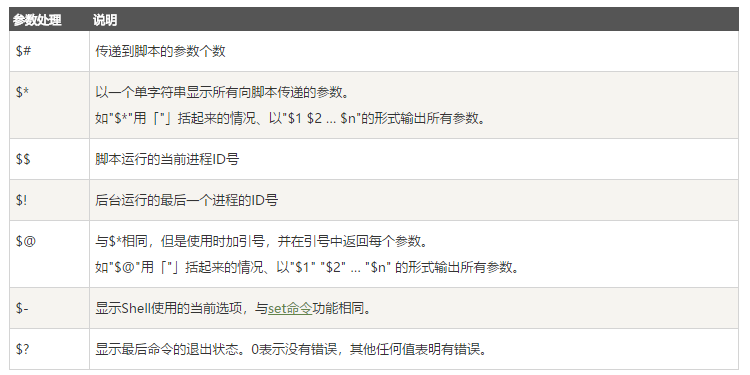 参数处理 说明
$# 传递到脚本的参数个数
$* 以一个单字符串显示所有向脚本传递的参数。
如"$*"用「"」括起来的情况、以"$1 $2 … $n"的形式输出所有参数。
$$ 脚本运行的当前进程ID号
$! 后台运行的最后一个进程的ID号
$@ 与$*相同，但是使用时加引号，并在引号中返回每个参数。
如"$@"用「"」括起来的情况、以"$1" "$2" … "$n" 的形式输出所有参数。
$- 显示Shell使用的当前选项，与set命令功能相同。
$? 显示最后命令的退出状态。0表示没有错误，其他任何值表明有错误。